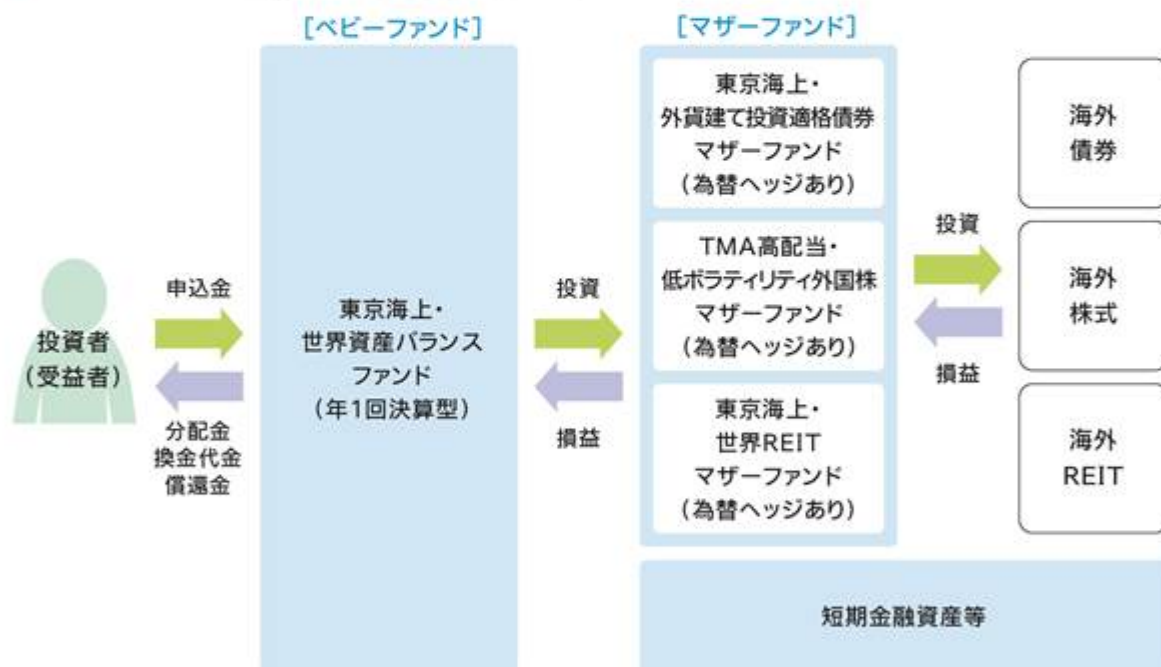 [ベビーファンド]
[マザーファンド]
投資者
(受益者)
申込金
分配金
換金代金
償還金
東京海上・
世界資産バランス
ファンド
(年1回決算型)
投資
損益
東京海上・
外貨建て投資適格債券
マザーファンド
(為替ヘッジあり)
TMA高配当・
低ボラティリティ外国株
マザーファンド
(為替ヘッジあり)
東京海上・
世界REIT
マザーファンド
(為替ヘッジあり)
投資
損益
海外
債券
海外
株式
海外
REIT
短期金融資産等